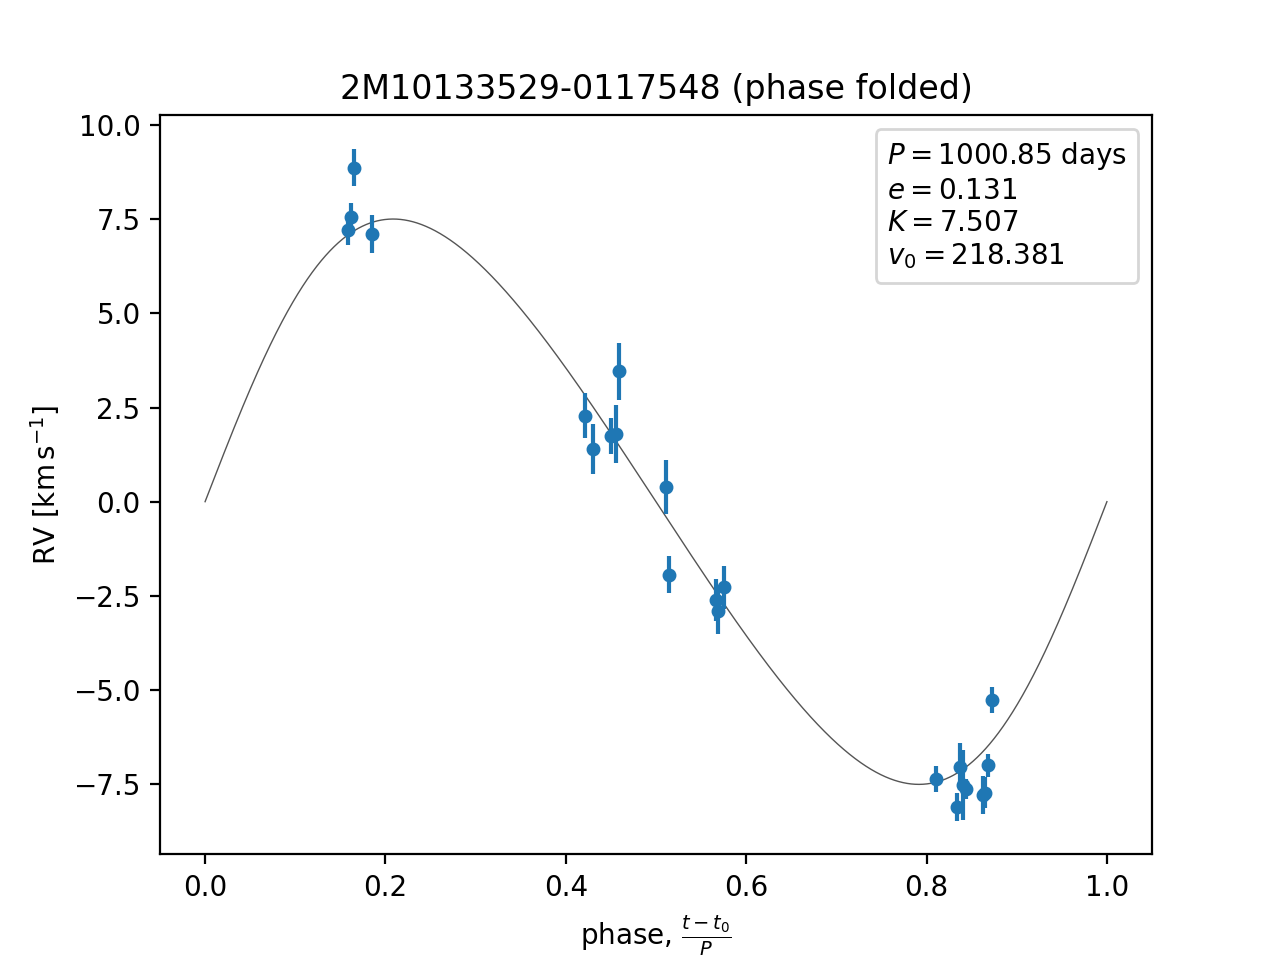 2M10133529-0117548 (phase folded)
P = 1000.85 days
e = 0.131
K = 7.507
v₀ = 218.381
10.0
7.5
5.0
2.5
0.0
−2.5
−5.0
−7.5
RV [km s⁻¹]
0.0 0.2 0.4 0.6 0.8 1.0
phase, (t − t₀)/P